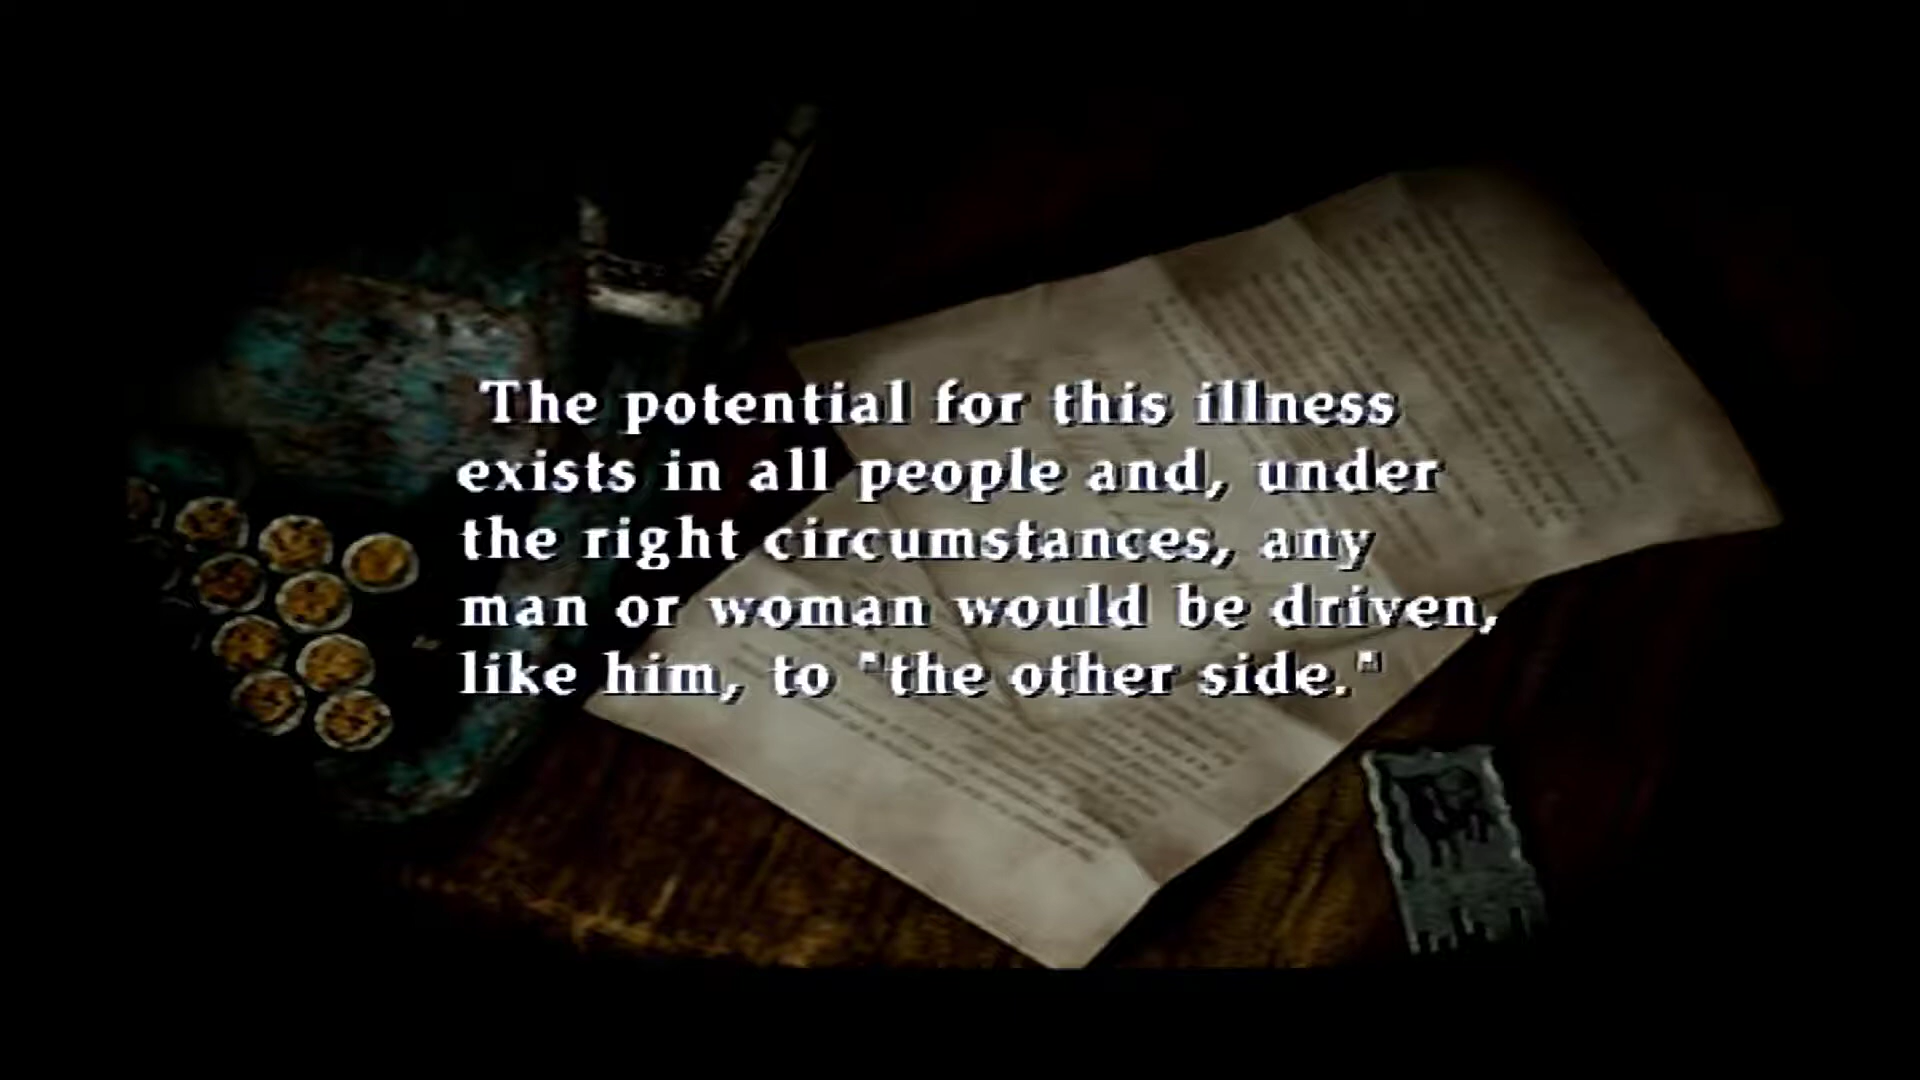 The potential for this illness
exists in all people and, under
the right circumstances, any
man or woman would be driven,
like him, to "the other side."